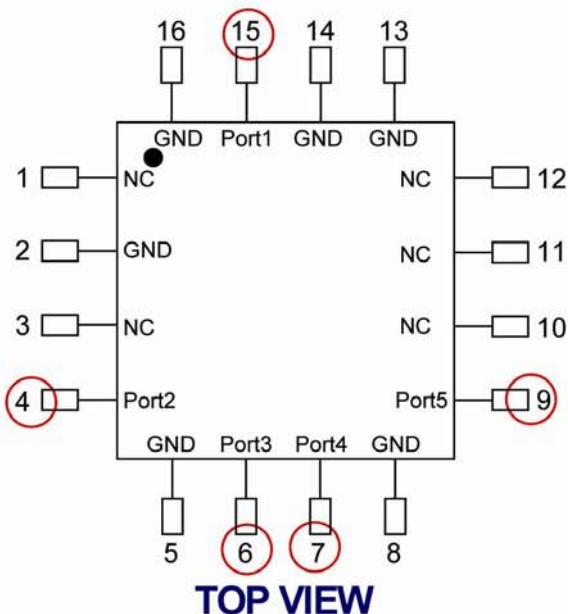 16 15 14 13
GND Port1 GND GND
1 NC NC 12
2 GND NC 11
3 NC NC 10
4 Port2 Port5 9
GND Port3 Port4 GND
5 6 7 8
TOP VIEW